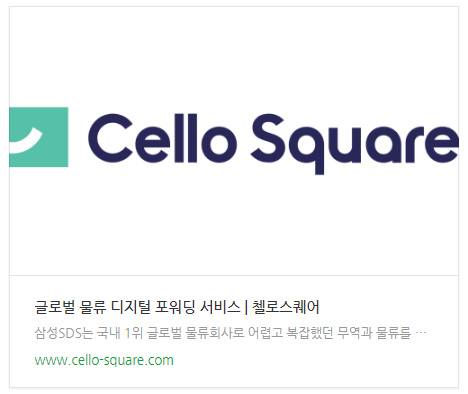 Cello Square
글로벌 물류 디지털 포워딩 서비스 | 첼로스퀘어
삼성SDS는 국내 1위 글로벌 물류회사로 어렵고 복잡했던 무역과 물류를 …
www.cello-square.com